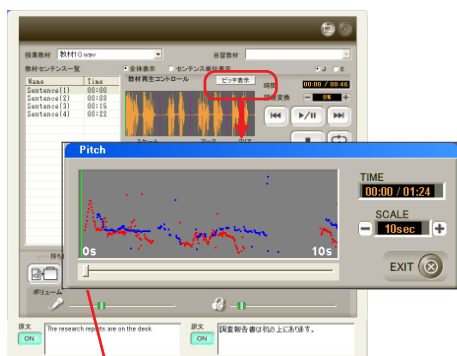 授業教材 教材10.wav
自習教材
教材センテンス一覧
全体表示 センテンス単位表示
J E
Name Time
Sentence(1) 00:00
Sentence(2) 00:08
Sentence(3) 00:15
Sentence(4) 00:22
教材再生コントロール
ピッチ表示
時間
00:00 / 00:46
0%
Pitch
0s
10s
TIME
00:00 / 01:24
SCALE
10sec
EXIT
ボリューム
原文
ON
The research reports are on the desk.
訳文
ON
調査報告書は机の上にあります。